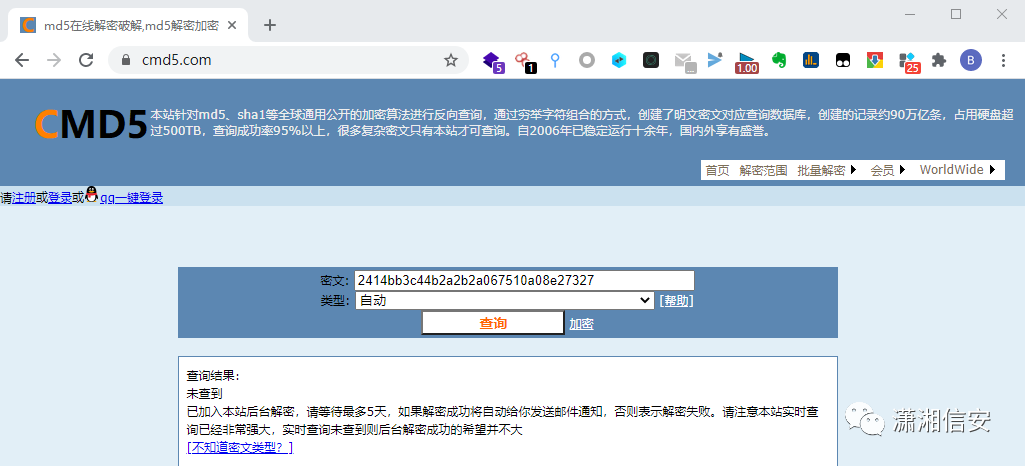 md5在线解密破解,md5解密加密
cmd5.com
5
1
...
1.00
25
B
CMD5
本站针对md5、sha1等全球通用公开的加密算法进行反向查询，通过穷举字符组合的方式，创建了明文密文对应查询数据库，创建的记录约90万亿条，占用硬盘超
过500TB，查询成功率95%以上，很多复杂密文只有本站才可查询。自2006年已稳定运行十余年，国内外享有盛誉。
首页 解密范围 批量解密 会员 WorldWide
请注册或登录或 qq一键登录
密文: 2414bb3c44b2a2b2a067510a08e27327
类型: 自动 [帮助]
查询 加密
查询结果:
未查到
已加入本站后台解密，请等待最多5天，如果解密成功将自动给你发送邮件通知，否则表示解密失败。请注意本站实时查
询已经非常强大，实时查询未查到则后台解密成功的希望并不大
[不知道密文类型？]
潇湘信安